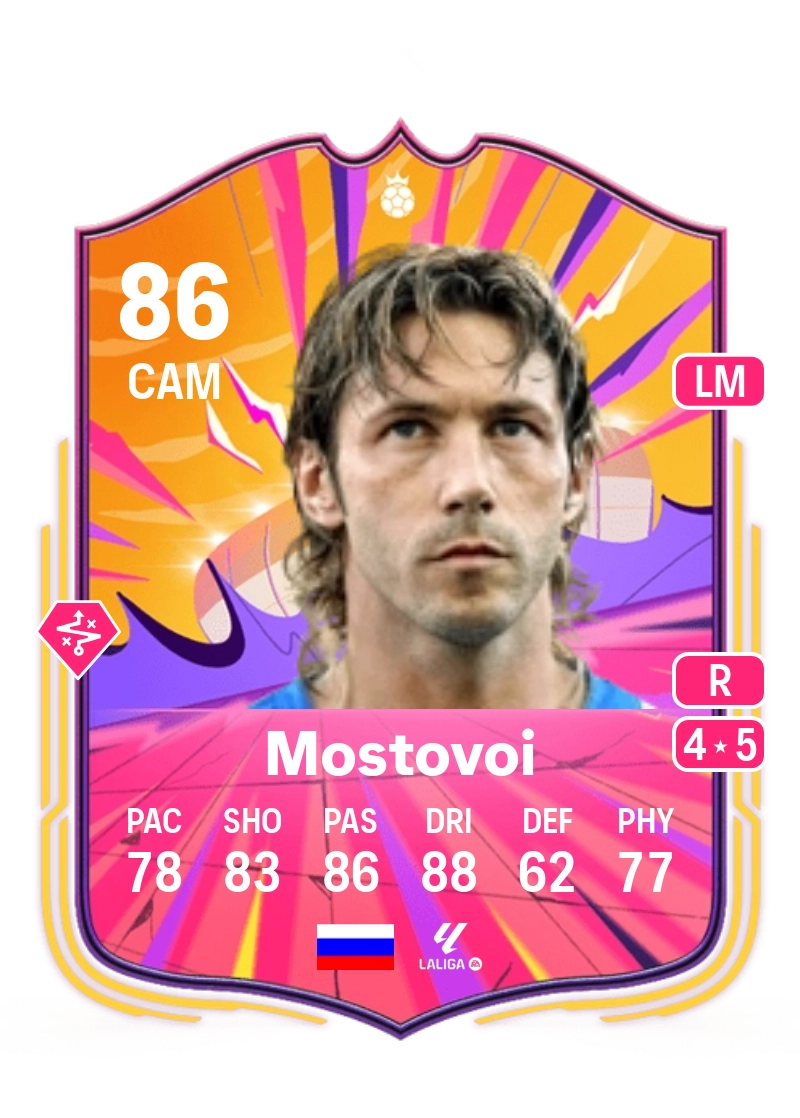 86
CAM
LM
R
4 ★ 5
Mostovoi
PAC SHO PAS DRI DEF PHY
78 83 86 88 62 77
LALIGA EA